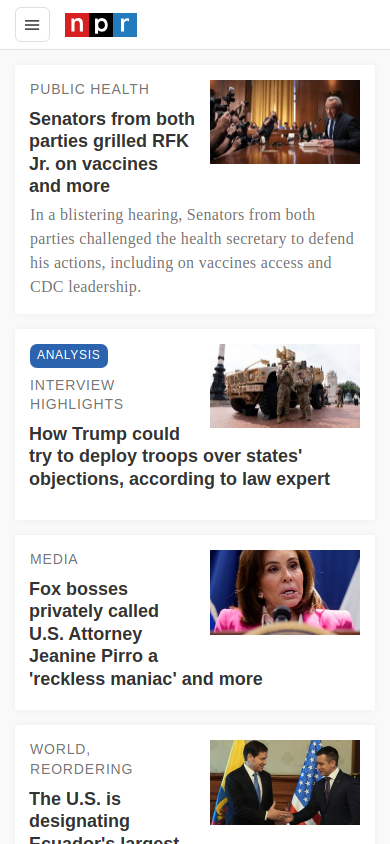 npr
PUBLIC HEALTH
Senators from both
parties grilled RFK
Jr. on vaccines
and more
In a blistering hearing, Senators from both
parties challenged the health secretary to defend
his actions, including on vaccines access and
CDC leadership.
ANALYSIS
INTERVIEW
HIGHLIGHTS
How Trump could
try to deploy troops over states'
objections, according to law expert
MEDIA
Fox bosses
privately called
U.S. Attorney
Jeanine Pirro a
'reckless maniac' and more
WORLD,
REORDERING
The U.S. is
designating
Ecuador's largest